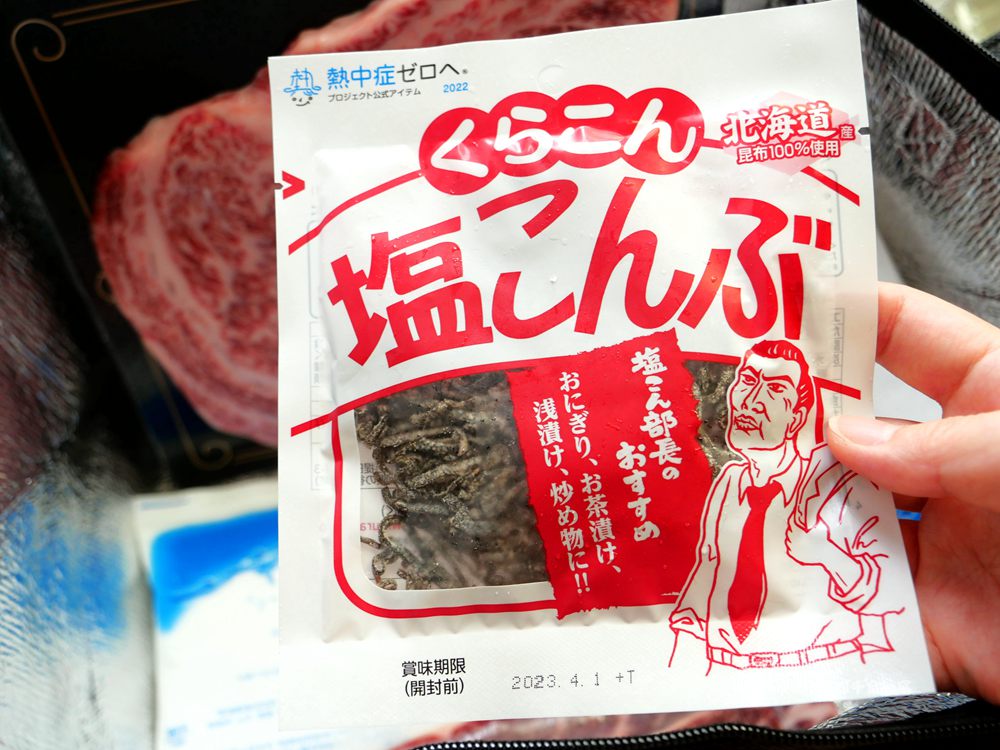 熱中症ゼロへ®
プロジェクト公式アイテム 2022
くらこん
北海道産
昆布100%使用
塩こんぶ
塩こん部長の
おすすめ
おにぎり、お茶漬け、
浅漬け、炒め物に!!
賞味期限
(開封前)
2023.4.1 +T